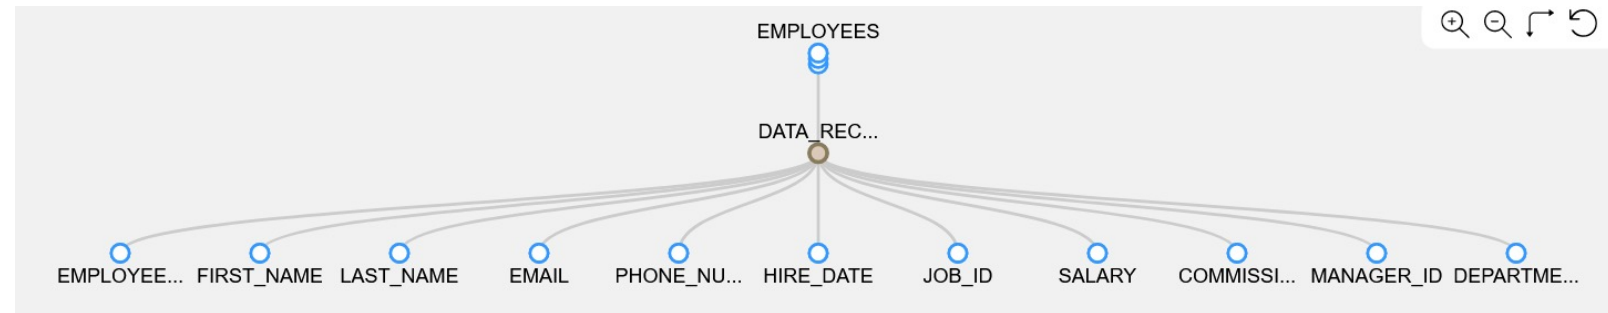 EMPLOYEES
DATA_REC...
EMPLOYEE... FIRST_NAME LAST_NAME EMAIL PHONE_NU... HIRE_DATE JOB_ID SALARY COMMISSI... MANAGER_ID DEPARTME...